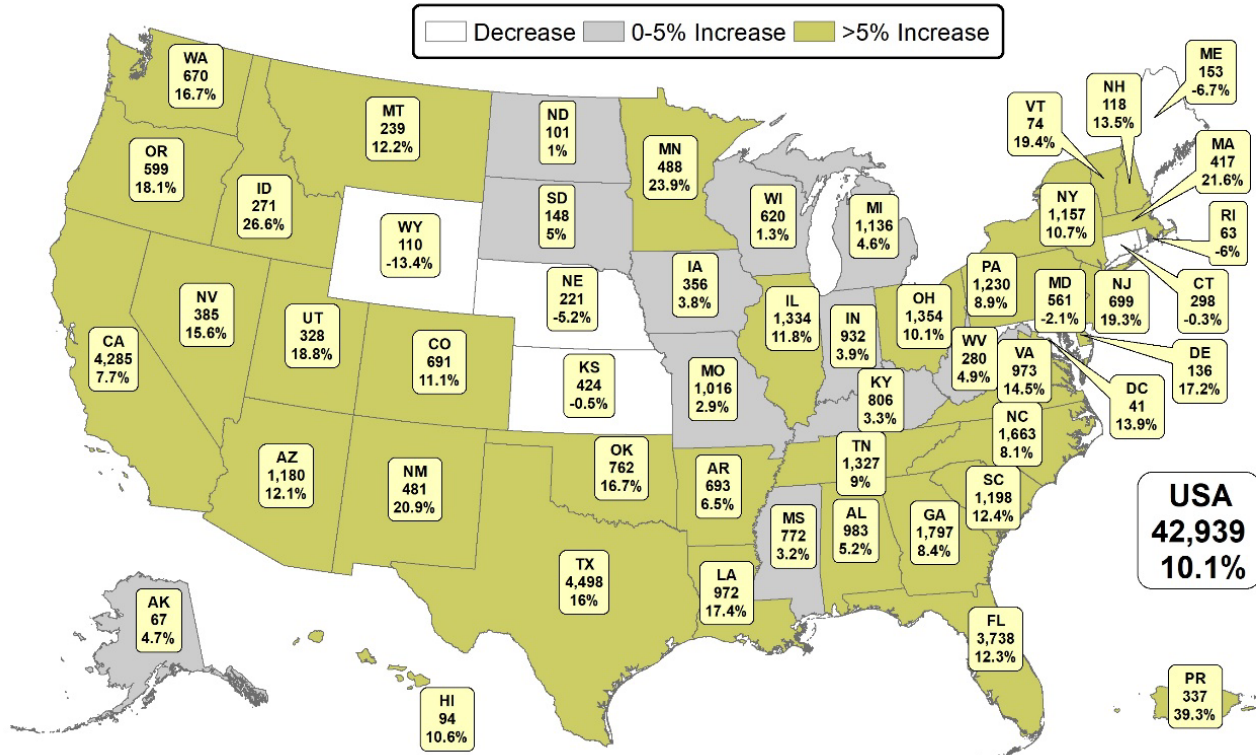 Decrease
0-5% Increase
>5% Increase
WA
670
16.7%
OR
599
18.1%
ID
271
26.6%
MT
239
12.2%
WY
110
-13.4%
ND
101
1%
SD
148
5%
NE
221
-5.2%
KS
424
-0.5%
MN
488
23.9%
IA
356
3.8%
MO
1,016
2.9%
WI
620
1.3%
MI
1,136
4.6%
IL
1,334
11.8%
IN
932
3.9%
OH
1,354
10.1%
KY
806
3.3%
WV
280
4.9%
PA
1,230
8.9%
NY
1,157
10.7%
VT
74
19.4%
NH
118
13.5%
ME
153
-6.7%
MA
417
21.6%
RI
63
-6%
CT
298
-0.3%
NJ
699
19.3%
MD
561
-2.1%
DE
136
17.2%
DC
41
13.9%
VA
973
14.5%
NC
1,663
8.1%
SC
1,198
12.4%
TN
1,327
9%
GA
1,797
8.4%
AL
983
5.2%
MS
772
3.2%
FL
3,738
12.3%
LA
972
17.4%
AR
693
6.5%
OK
762
16.7%
TX
4,498
16%
NM
481
20.9%
AZ
1,180
12.1%
CO
691
11.1%
UT
328
18.8%
NV
385
15.6%
CA
4,285
7.7%
AK
67
4.7%
HI
94
10.6%
PR
337
39.3%
USA
42,939
10.1%